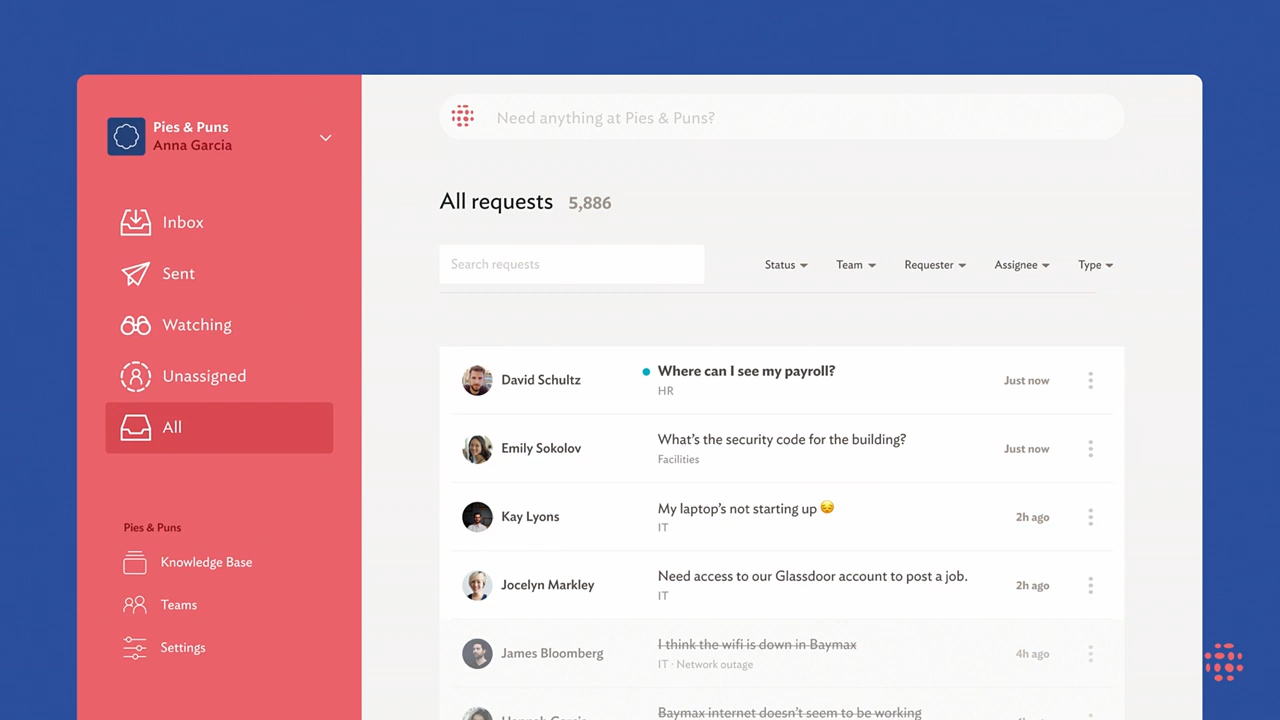 Pies & Puns
Anna Garcia
Inbox
Sent
Watching
Unassigned
All
Pies & Puns
Knowledge Base
Teams
Settings
Need anything at Pies & Puns?
All requests 5,886
Search requests
Status Team Requester Assignee Type
David Schultz
Where can I see my payroll?
HR
Just now
Emily Sokolov
What’s the security code for the building?
Facilities
Just now
Kay Lyons
My laptop’s not starting up 😔
IT
2h ago
Jocelyn Markley
Need access to our Glassdoor account to post a job.
IT
2h ago
James Bloomberg
I think the wifi is down in Baymax
IT · Network outage
4h ago
Baymax internet doesn’t seem to be working